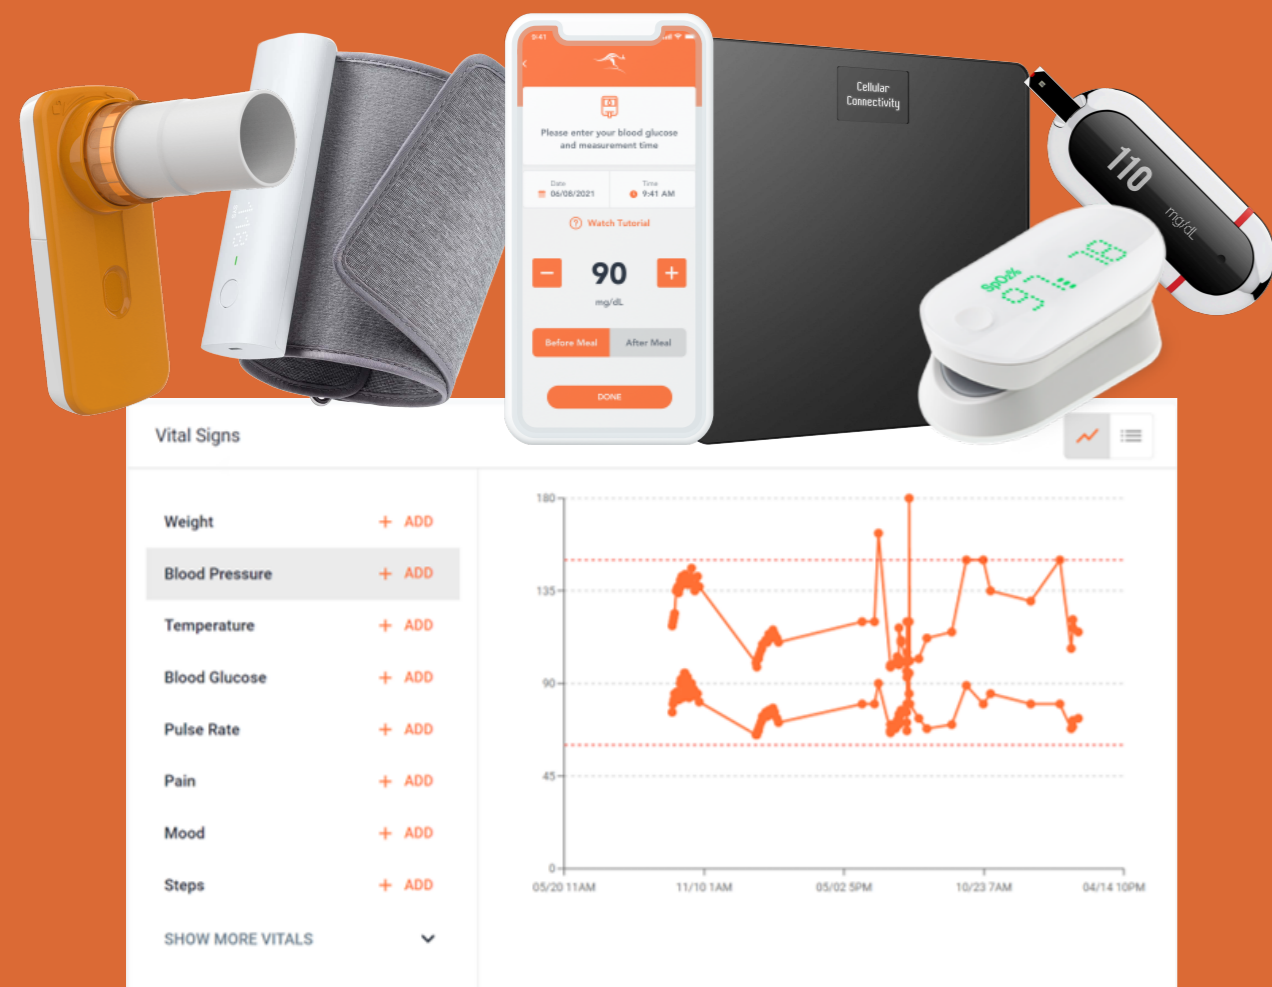 9:41
Please enter your blood glucose
and measurement time
Date
06/08/2021
Time
9:41 AM
Watch Tutorial
90
mg/dL
Before Meal
After Meal
DONE
Cellular
Connectivity
110
mg/dL
SpO2%
Vital Signs
Weight + ADD
Blood Pressure + ADD
Temperature + ADD
Blood Glucose + ADD
Pulse Rate + ADD
Pain + ADD
Mood + ADD
Steps + ADD
SHOW MORE VITALS
180
135
90
45
0
05/20 11AM
11/10 1AM
05/02 5PM
10/23 7AM
04/14 10PM